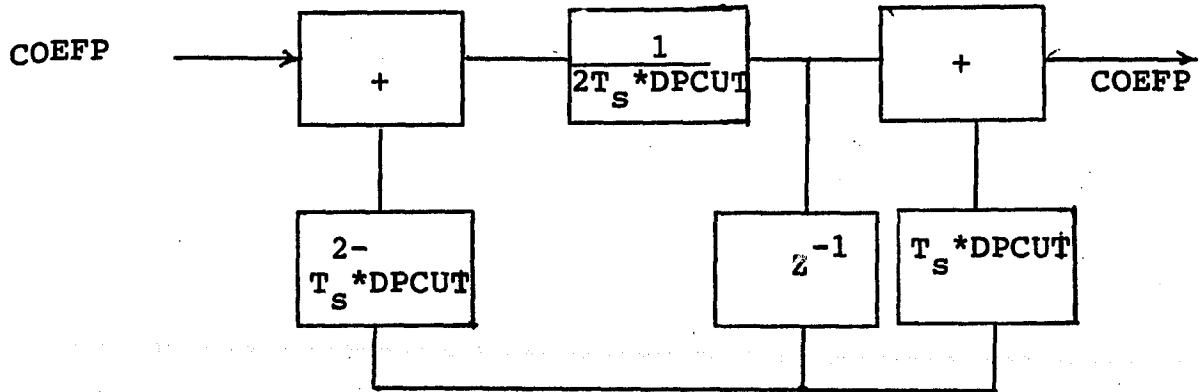 COEFP
+
1
2T_s*DPCUT
+
COEFP
2-
T_s*DPCUT
z^-1
T_s*DPCUT